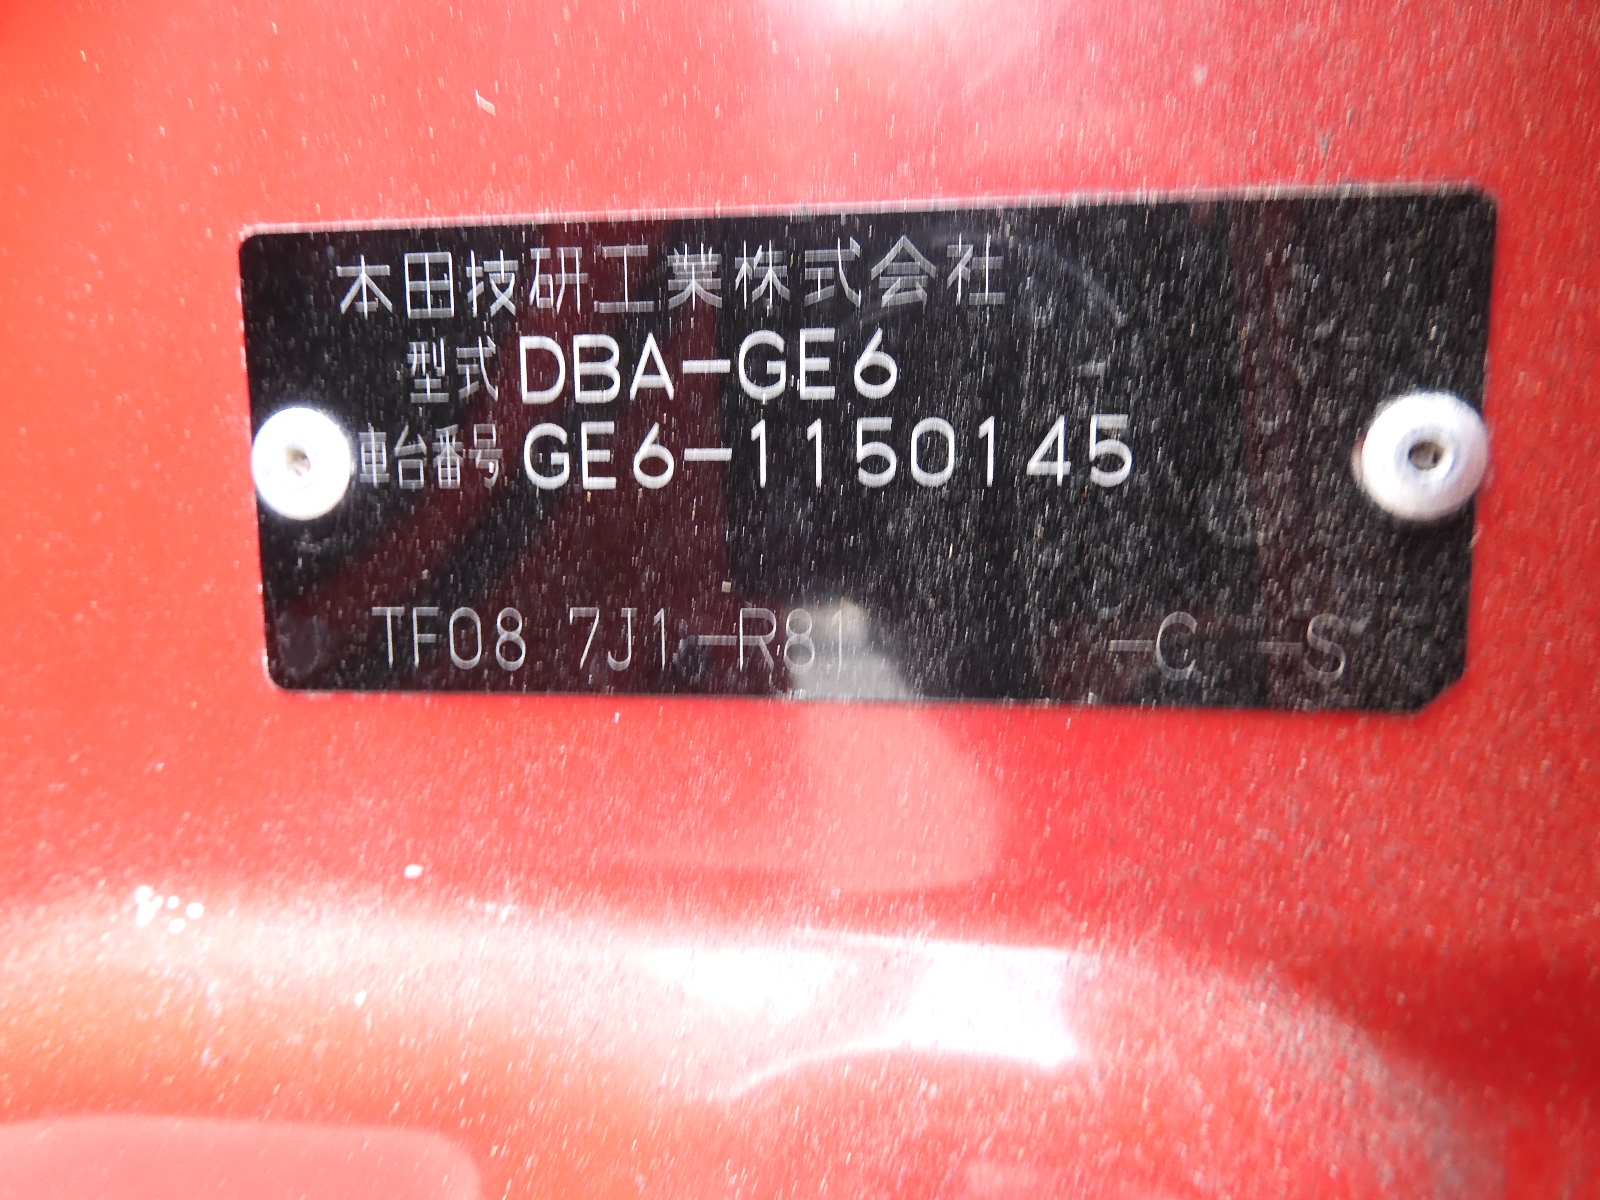 本田技研工業株式会社
型式 DBA-GE6
車台番号 GE6-1150145
TF08 7J1-R81 -C -S